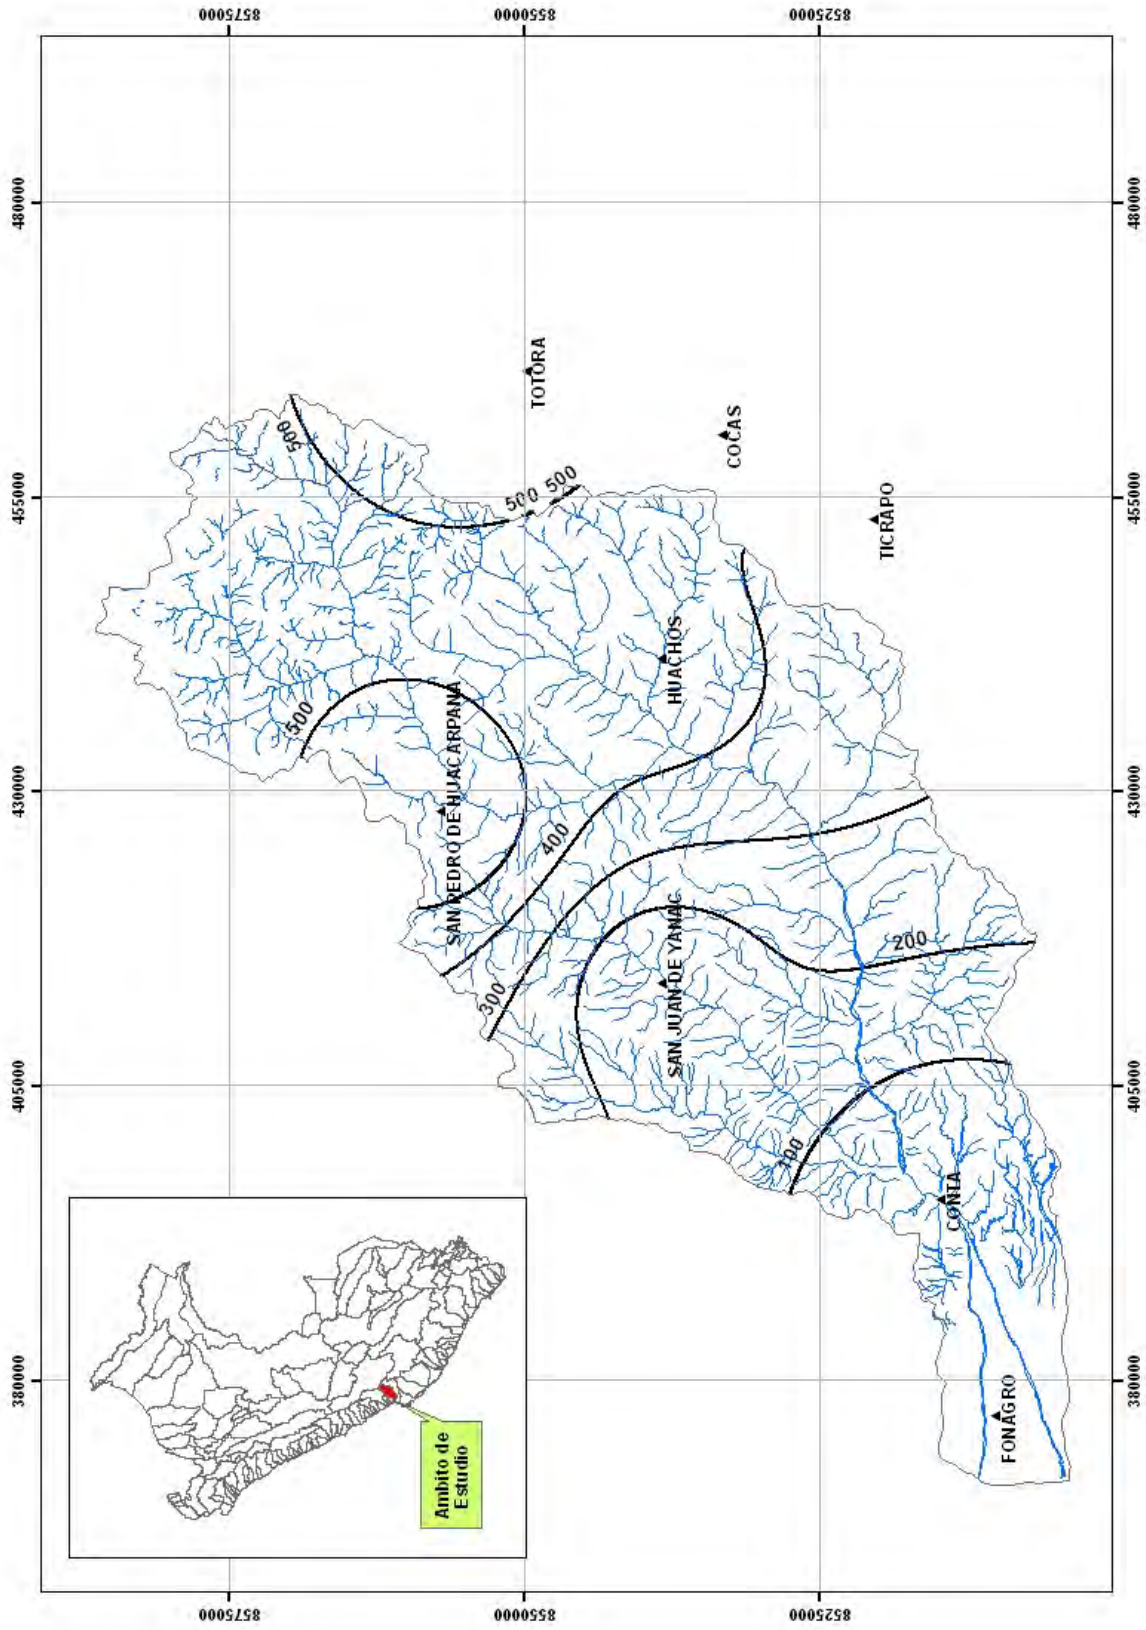 380000
405000
430000
455000
480000
8575000
8575000
500
500
Ambito de
Estudio
SAN PEDRO DE HUACARPANA
300
400
500
500
8550000
8550000
TOTORA
SAN JUAN DE YANAC
HUACHOS
COCAS
100
8525000
8525000
TICRAPO
200
CONTA
FONAGRO
380000
405000
430000
455000
480000